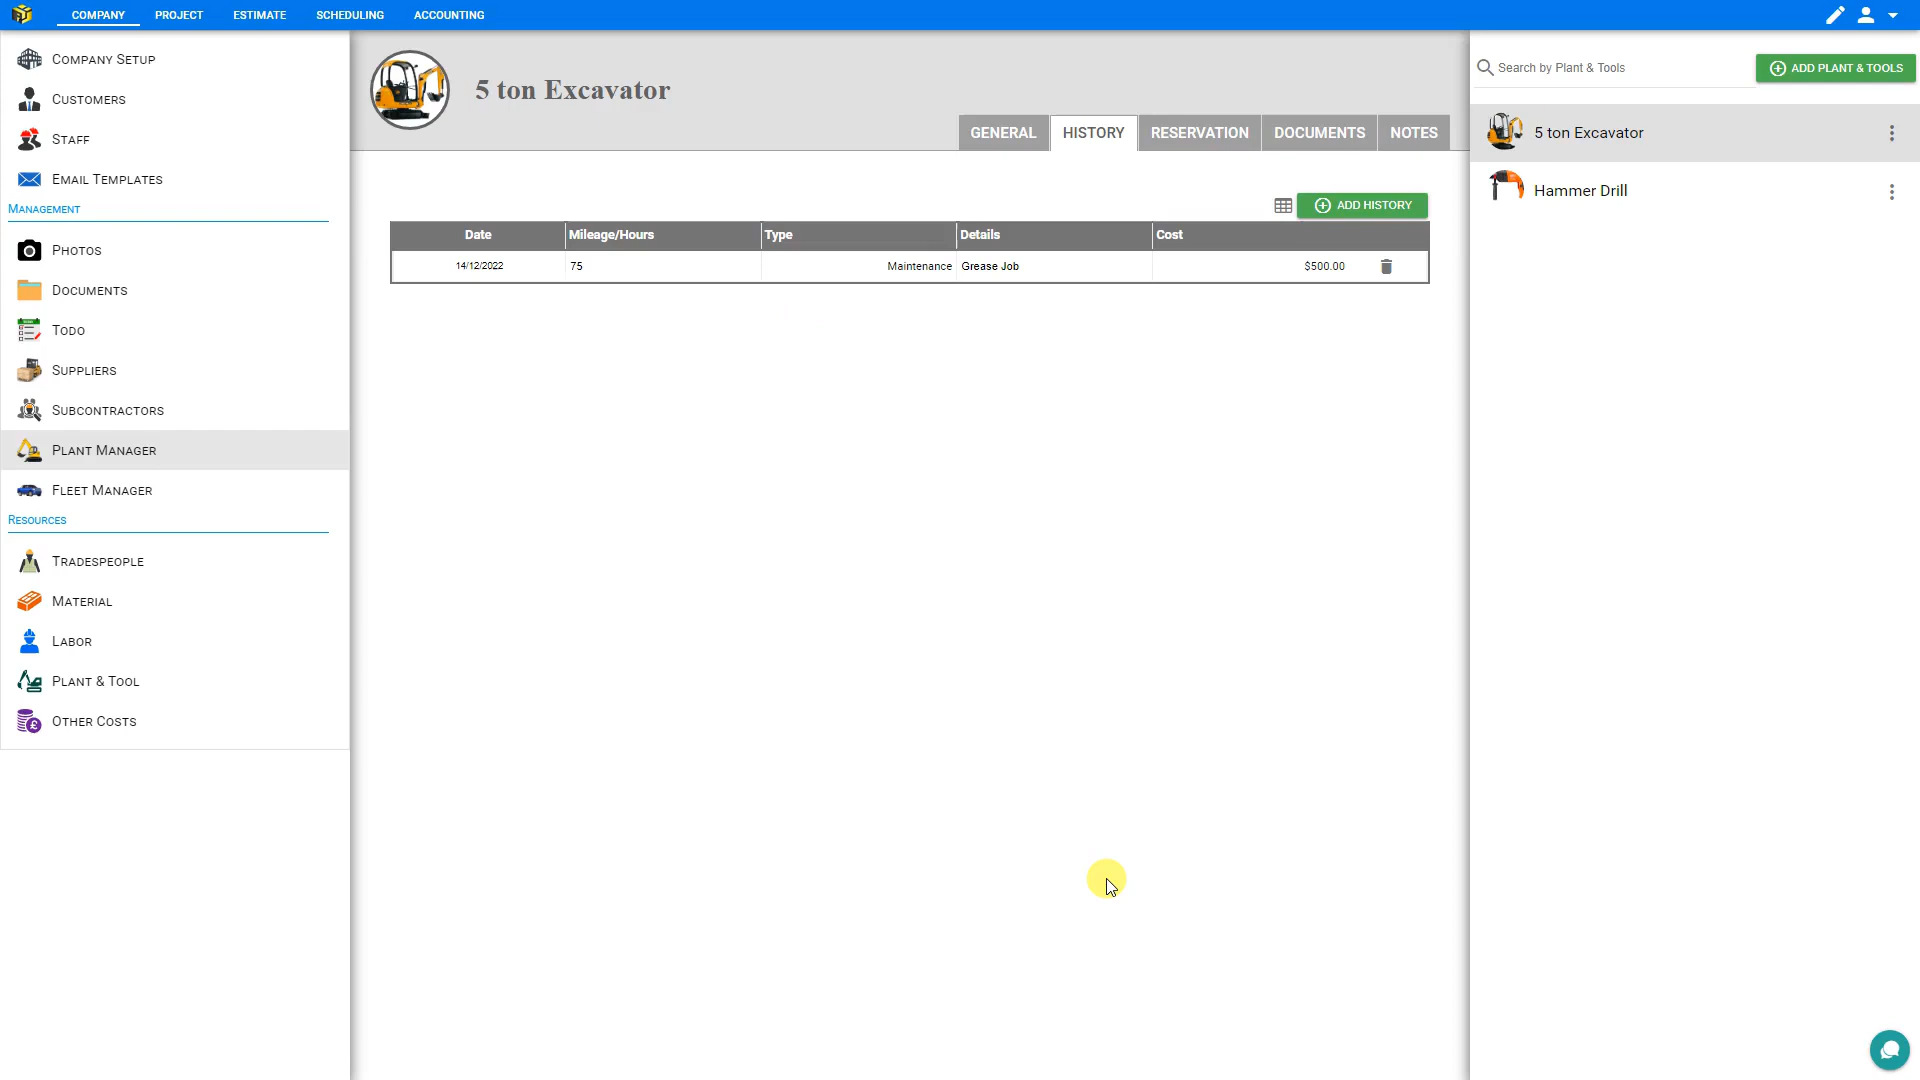 COMPANY PROJECT ESTIMATE SCHEDULING ACCOUNTING
Company Setup
Customers
Staff
Email Templates
Management
Photos
Documents
Todo
Suppliers
Subcontractors
Plant Manager
Fleet Manager
Resources
Tradespeople
Material
Labor
Plant & Tool
Other Costs
5 ton Excavator
GENERAL HISTORY RESERVATION DOCUMENTS NOTES
ADD HISTORY
Date Mileage/Hours Type Details Cost
14/12/2022 75 Maintenance Grease Job $500.00
Search by Plant & Tools
ADD PLANT & TOOLS
5 ton Excavator
Hammer Drill